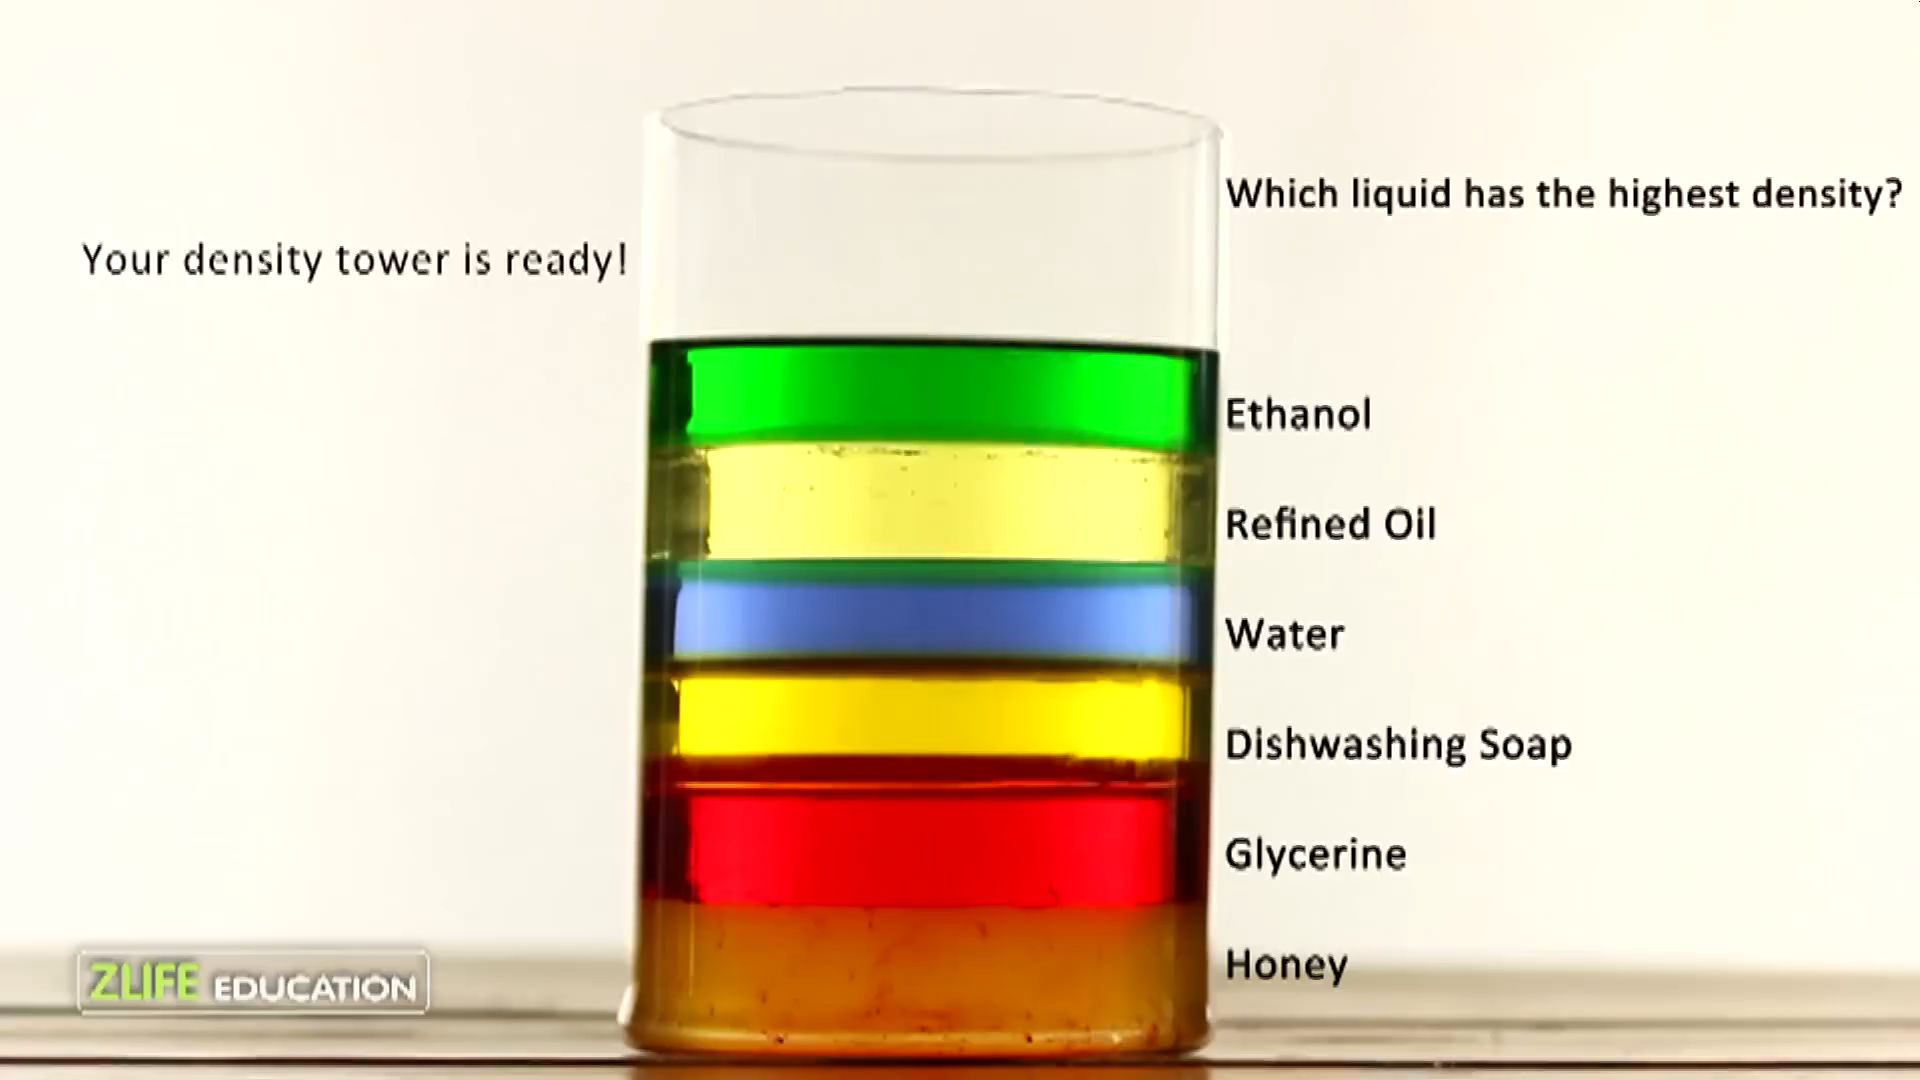 Which liquid has the highest density?
Your density tower is ready!
Ethanol
Refined Oil
Water
Dishwashing Soap
Glycerine
Honey
ZLIFE EDUCATION